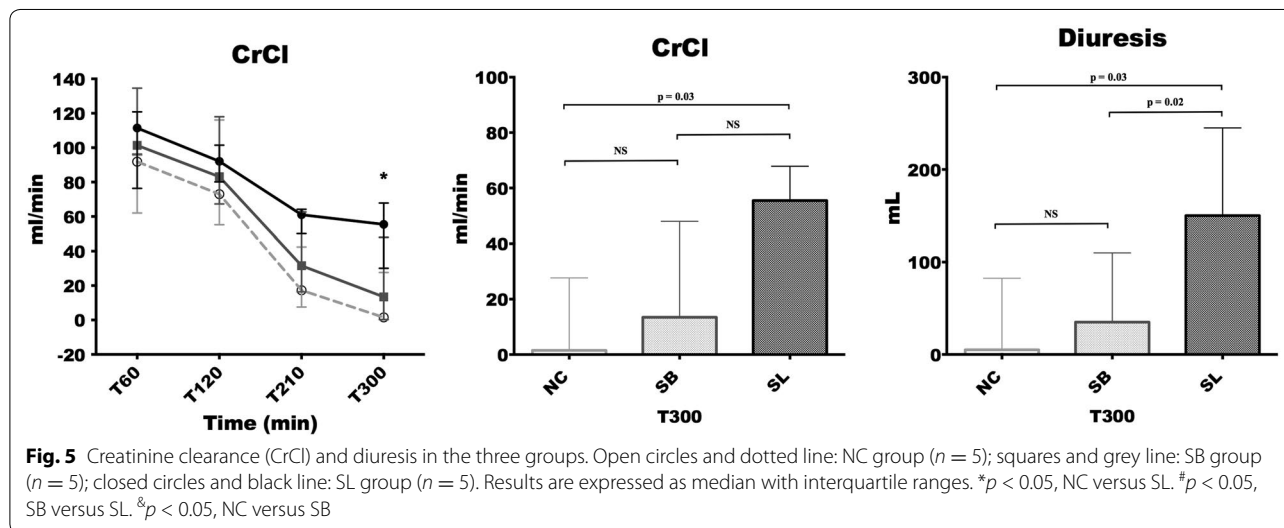 CrCl
140
120
100
80
60
40
20
0
-20
ml/min
T60
T120
T210
T300
*
Time (min)
CrCl
100
80
60
40
20
0
ml/min
p = 0.03
NS
NS
NC
SB
SL
T300
Diuresis
300
200
100
0
mL
p = 0.03
p = 0.02
NS
NC
SB
SL
T300
Fig. 5 Creatinine clearance (CrCl) and diuresis in the three groups. Open circles and dotted line: NC group (n = 5); squares and grey line: SB group
(n = 5); closed circles and black line: SL group (n = 5). Results are expressed as median with interquartile ranges. *p < 0.05, NC versus SL. #p < 0.05,
SB versus SL. &p < 0.05, NC versus SB